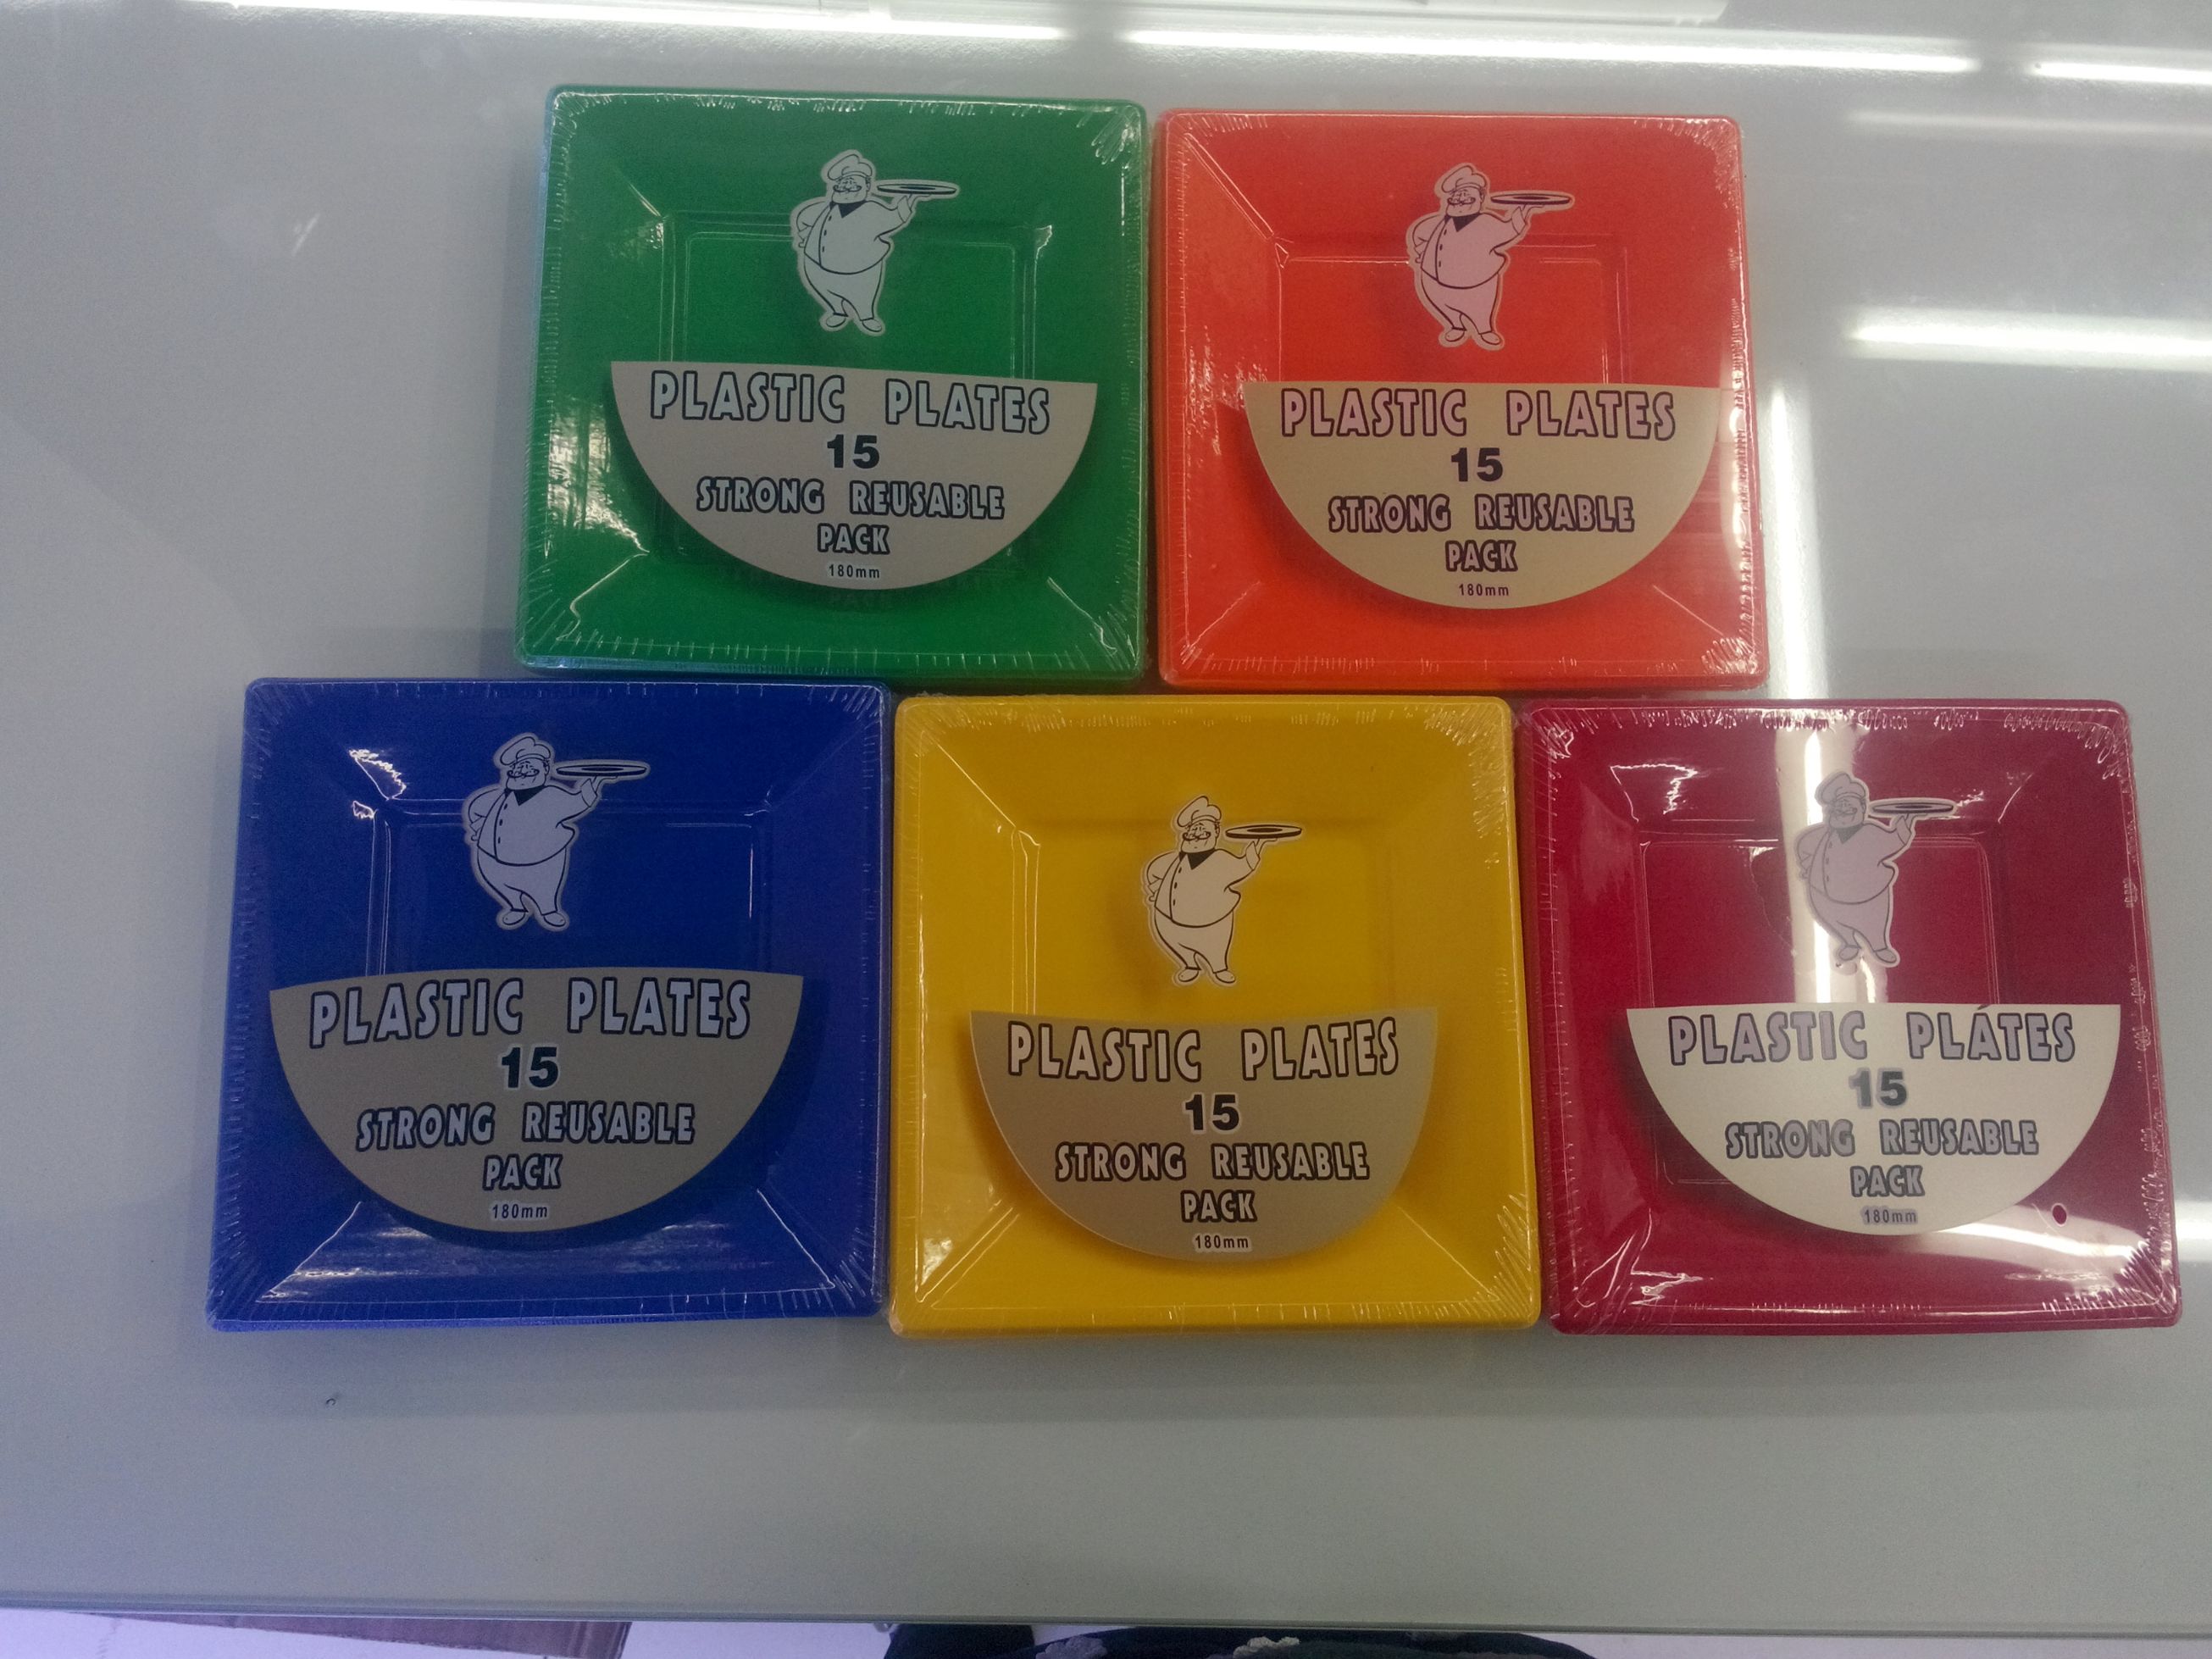 PLASTIC PLATES
15
STRONG REUSABLE
PACK
180mm
PLASTIC PLATES
15
STRONG REUSABLE
PACK
180mm
PLASTIC PLATES
15
STRONG REUSABLE
PACK
180mm
PLASTIC PLATES
15
STRONG REUSABLE
PACK
180mm
PLASTIC PLATES
15
STRONG REUSABLE
PACK
180mm